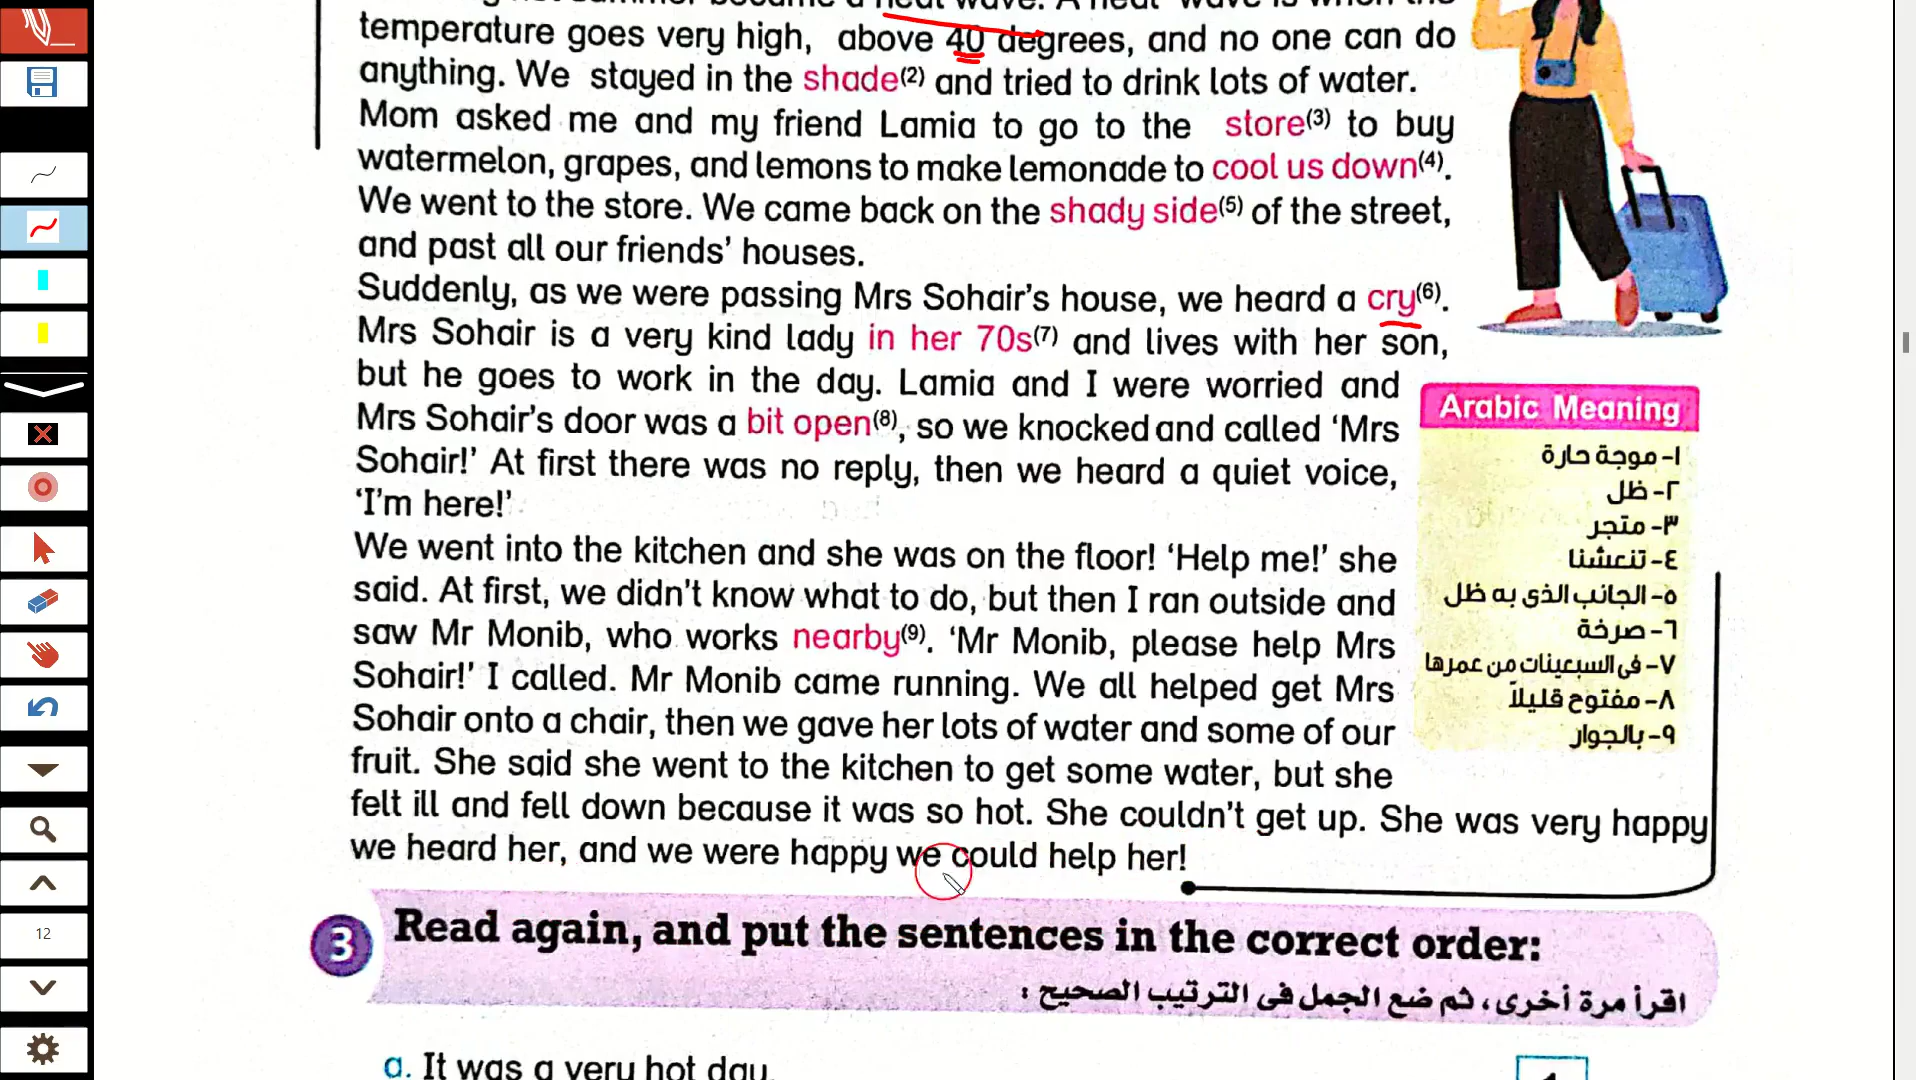 temperature goes very high, above 40 degrees, and no one can do
anything. We stayed in the shade(2) and tried to drink lots of water.
Mom asked me and my friend Lamia to go to the store(3) to buy
watermelon, grapes, and lemons to make lemonade to cool us down(4).
We went to the store. We came back on the shady side(5) of the street,
and past all our friends' houses.
Suddenly, as we were passing Mrs Sohair's house, we heard a cry(6).
Mrs Sohair is a very kind lady in her 70s(7) and lives with her son,
but he goes to work in the day. Lamia and I were worried and
Mrs Sohair's door was a bit open(8), so we knocked and called 'Mrs
Sohair!' At first there was no reply, then we heard a quiet voice,
'I'm here!'
We went into the kitchen and she was on the floor! 'Help me!' she
said. At first, we didn't know what to do, but then I ran outside and
saw Mr Monib, who works nearby(9). 'Mr Monib, please help Mrs
Sohair!' I called. Mr Monib came running. We all helped get Mrs
Sohair onto a chair, then we gave her lots of water and some of our
fruit. She said she went to the kitchen to get some water, but she
felt ill and fell down because it was so hot. She couldn't get up. She was very happy
we heard her, and we were happy we could help her!
Arabic Meaning
١- موجة حارة
٢- ظل
٣- متجر
٤- تنعشنا
٥- الجانب الذى به ظل
٦- صرخة
٧- فى السبعينات من عمرها
٨- مفتوح قليلاً
٩- بالجوار
3 Read again, and put the sentences in the correct order:
اقرأ مرة أخرى، ثم ضع الجمل فى الترتيب الصحيح :
a. It was a very hot day.
12